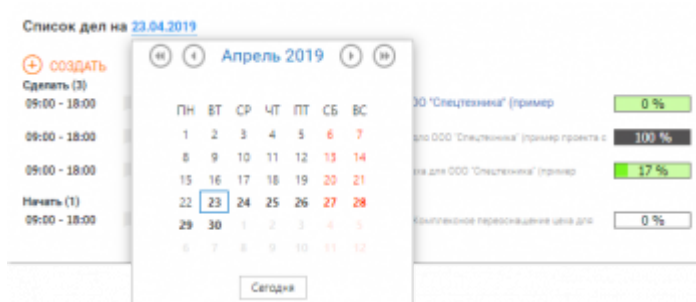 Список дел на 23.04.2019
СОЗДАТЬ
Сделать (3)
09:00 - 18:00
ОО "Спецтехника" (пример
0 %
09:00 - 18:00
ООО "Спецтехника" (пример проекта с
100 %
09:00 - 18:00
для ООО "Спецтехника" (пример
17 %
Начать (1)
09:00 - 18:00
Комплексное переоснащение цеха для
0 %
Апрель 2019
ПН ВТ СР ЧТ ПТ СБ ВС
1 2 3 4 5 6 7
8 9 10 11 12 13 14
15 16 17 18 19 20 21
22 23 24 25 26 27 28
29 30 1 2 3 4 5
6 7 8 9 10 11 12
Сегодня